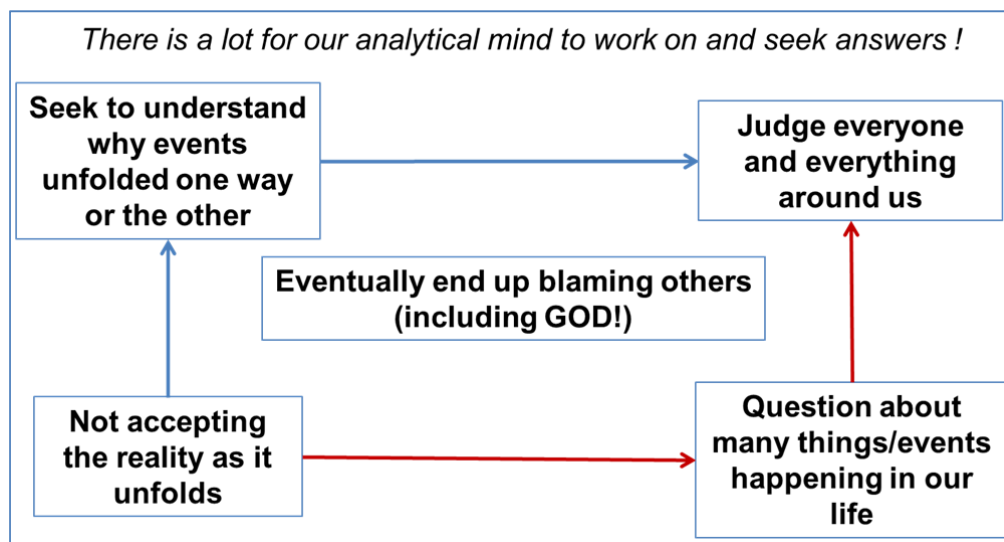 There is a lot for our analytical mind to work on and seek answers !
Seek to understand
why events
unfolded one way
or the other
Judge everyone
and everything
around us
Eventually end up blaming others
(including GOD!)
Not accepting
the reality as it
unfolds
Question about
many things/events
happening in our
life